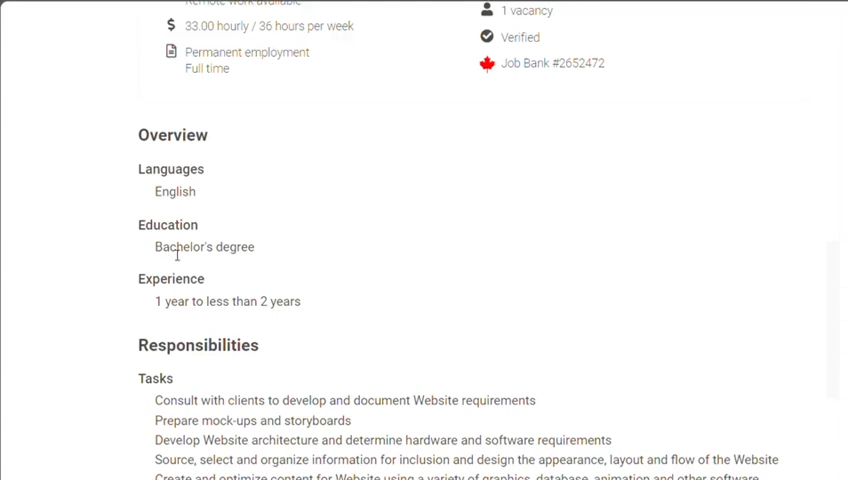 Remote work available
33.00 hourly / 36 hours per week
Permanent employment
Full time
1 vacancy
Verified
Job Bank #2652472
Overview
Languages
English
Education
Bachelor's degree
Experience
1 year to less than 2 years
Responsibilities
Tasks
Consult with clients to develop and document Website requirements
Prepare mock-ups and storyboards
Develop Website architecture and determine hardware and software requirements
Source, select and organize information for inclusion and design the appearance, layout and flow of the Website
Create and optimize content for Website using a variety of graphics, database, animation and other software